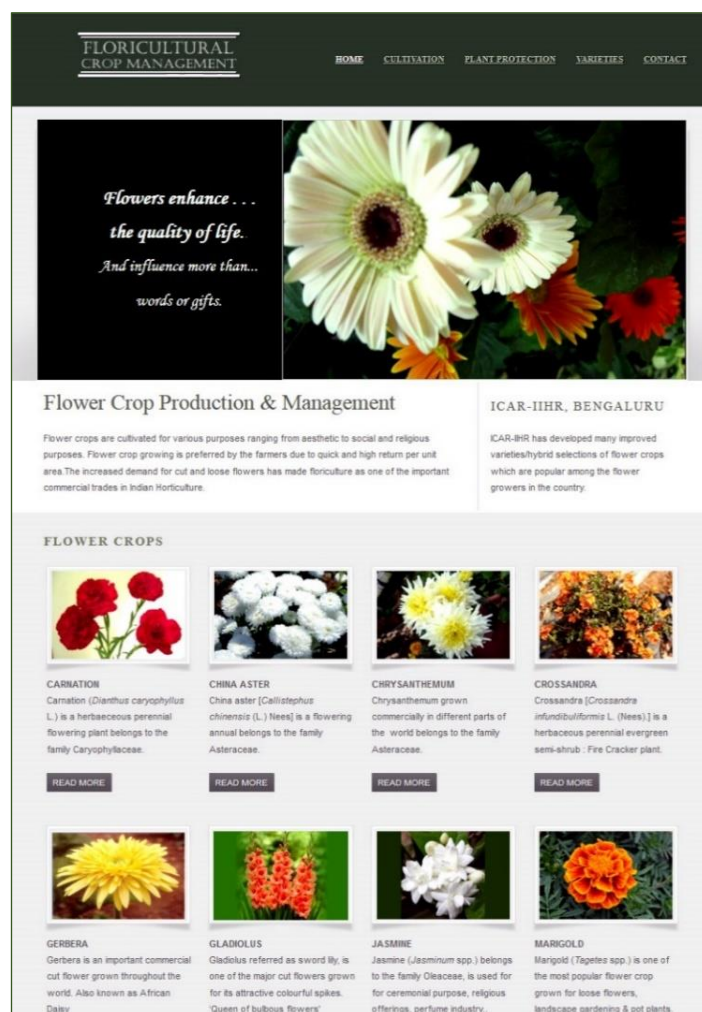 FLORICULTURAL
CROP MANAGEMENT
HOME CULTIVATION PLANT PROTECTION VARIETIES CONTACT
Flowers enhance . . .
the quality of life.
And influence more than...
words or gifts.
Flower Crop Production & Management
Flower crops are cultivated for various purposes ranging from aesthetic to social and religious
purposes. Flower crop growing is preferred by the farmers due to quick and high return per unit
area.The increased demand for cut and loose flowers has made floriculture as one of the important
commercial trades in Indian Horticulture.
ICAR-IIHR, BENGALURU
ICAR-IIHR has developed many improved
varieties/hybrid selections of flower crops
which are popular among the flower
growers in the country.
FLOWER CROPS
CARNATION
Carnation (Dianthus caryophyllus
L.) is a herbaeceous perennial
flowering plant belongs to the
family Caryophyllaceae.
READ MORE
CHINA ASTER
China aster [Callistephus
chinensis (L.) Nees] is a flowering
annual belongs to the family
Asteraceae.
READ MORE
CHRYSANTHEMUM
Chrysanthemum grown
commercially in different parts of
the world belongs to the family
Asteraceae.
READ MORE
CROSSANDRA
Crossandra [Crossandra
infundibuliformis L. (Nees).] is a
herbaceous perennial evergreen
semi-shrub : Fire Cracker plant.
READ MORE
GERBERA
Gerbera is an important commercial
cut flower grown throughout the
world. Also known as African
Daisy
GLADIOLUS
Gladiolus referred as sword lily, is
one of the major cut flowers grown
for its attractive colourful spikes.
'Queen of bulbous flowers'
JASMINE
Jasmine (Jasminum spp.) belongs
to the family Oleaceae, is used for
for ceremonial purpose, religious
offerings, perfume industry..
MARIGOLD
Marigold (Tagetes spp.) is one of
the most popular flower crop
grown for loose flowers,
landscape gardening & pot plants.